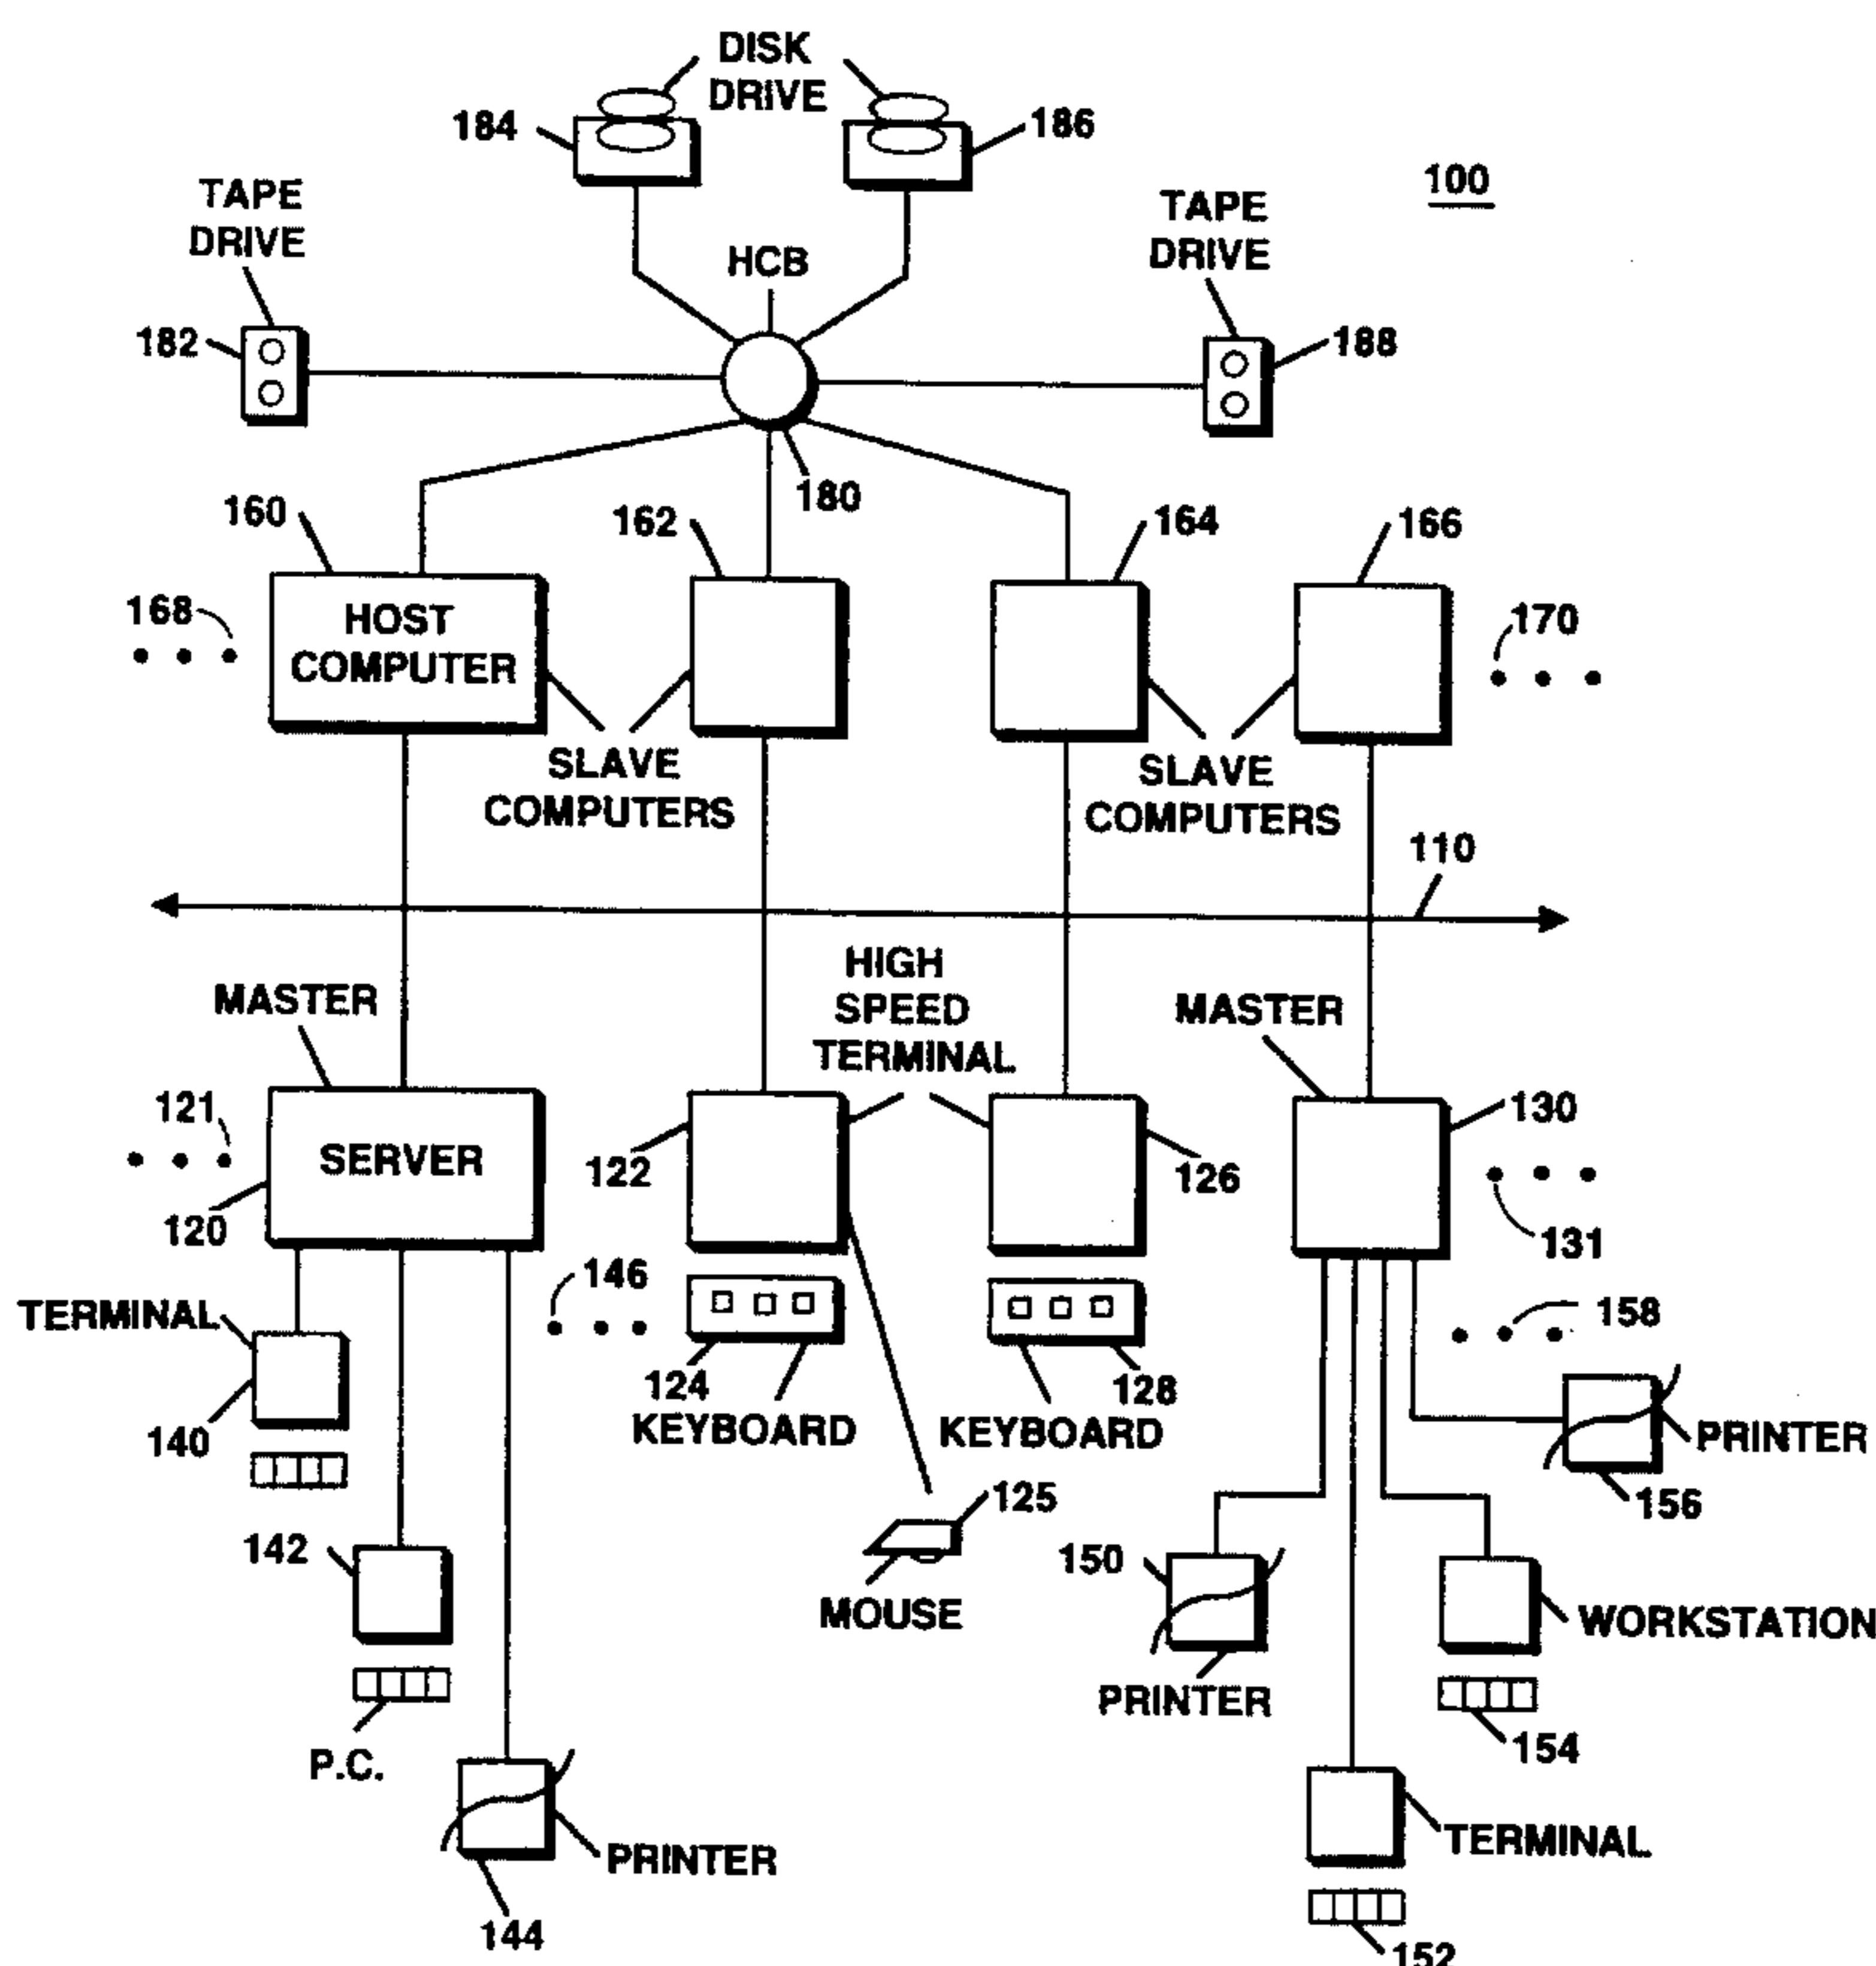 DISK
DRIVE
184
186
100
TAPE
DRIVE
TAPE
DRIVE
HCB
182
188
180
160
162
164
166
168
HOST
COMPUTER
170
SLAVE
COMPUTERS
SLAVE
COMPUTERS
110
HIGH
SPEED
TERMINAL
MASTER
MASTER
121
SERVER
120
122
126
130
131
146
158
TERMINAL
140
124
KEYBOARD
128
KEYBOARD
PRINTER
156
125
MOUSE
142
P.C.
150
PRINTER
WORKSTATION
154
PRINTER
144
TERMINAL
152